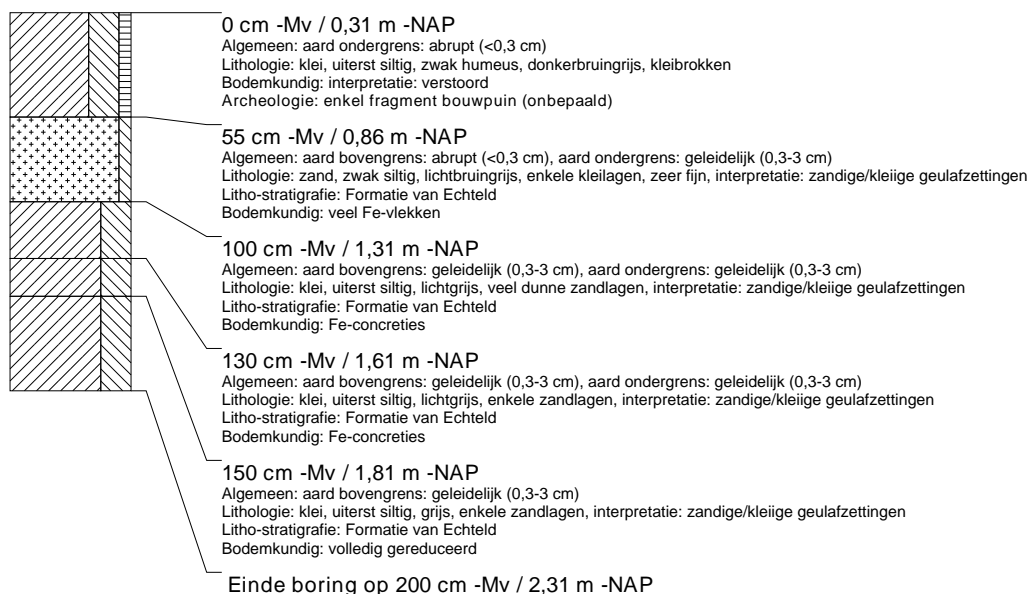 0 cm -Mv / 0,31 m -NAP
Algemeen: aard ondergrens: abrupt (<0,3 cm)
Lithologie: klei, uiterst siltig, zwak humeus, donkerbruingrijs, kleibrokken
Bodemkundig: interpretatie: verstoord
Archeologie: enkel fragment bouwpuin (onbepaald)
55 cm -Mv / 0,86 m -NAP
Algemeen: aard bovengrens: abrupt (<0,3 cm), aard ondergrens: geleidelijk (0,3-3 cm)
Lithologie: zand, zwak siltig, lichtbruingrijs, enkele kleilagen, zeer fijn, interpretatie: zandige/kleiige geulafzettingen
Litho-stratigrafie: Formatie van Echteld
Bodemkundig: veel Fe-vlekken
100 cm -Mv / 1,31 m -NAP
Algemeen: aard bovengrens: geleidelijk (0,3-3 cm), aard ondergrens: geleidelijk (0,3-3 cm)
Lithologie: klei, uiterst siltig, lichtgrijs, veel dunne zandlagen, interpretatie: zandige/kleiige geulafzettingen
Litho-stratigrafie: Formatie van Echteld
Bodemkundig: Fe-concreties
130 cm -Mv / 1,61 m -NAP
Algemeen: aard bovengrens: geleidelijk (0,3-3 cm), aard ondergrens: geleidelijk (0,3-3 cm)
Lithologie: klei, uiterst siltig, lichtgrijs, enkele zandlagen, interpretatie: zandige/kleiige geulafzettingen
Litho-stratigrafie: Formatie van Echteld
Bodemkundig: Fe-concreties
150 cm -Mv / 1,81 m -NAP
Algemeen: aard bovengrens: geleidelijk (0,3-3 cm)
Lithologie: klei, uiterst siltig, grijs, enkele zandlagen, interpretatie: zandige/kleiige geulafzettingen
Litho-stratigrafie: Formatie van Echteld
Bodemkundig: volledig gereduceerd
Einde boring op 200 cm -Mv / 2,31 m -NAP